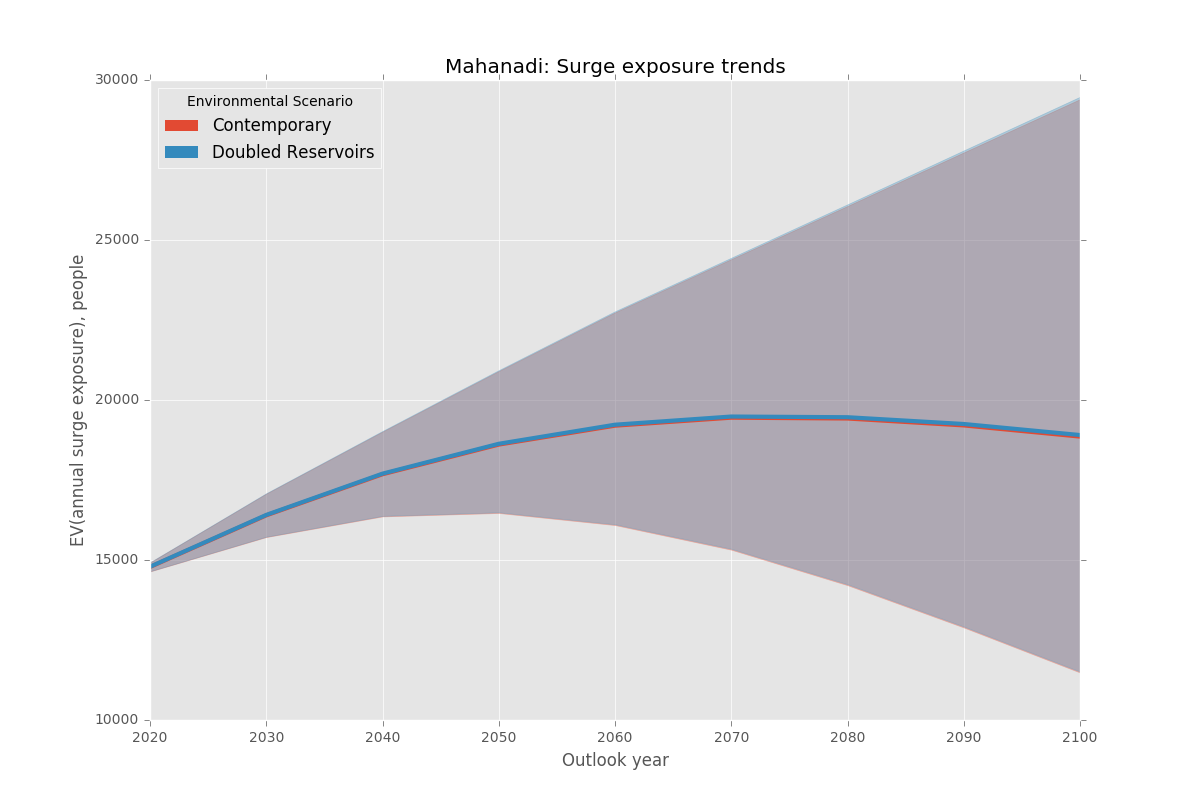 Mahanadi: Surge exposure trends
Environmental Scenario
Contemporary
Doubled Reservoirs
EV(annual surge exposure), people
30000
25000
20000
15000
10000
2020 2030 2040 2050 2060 2070 2080 2090 2100
Outlook year